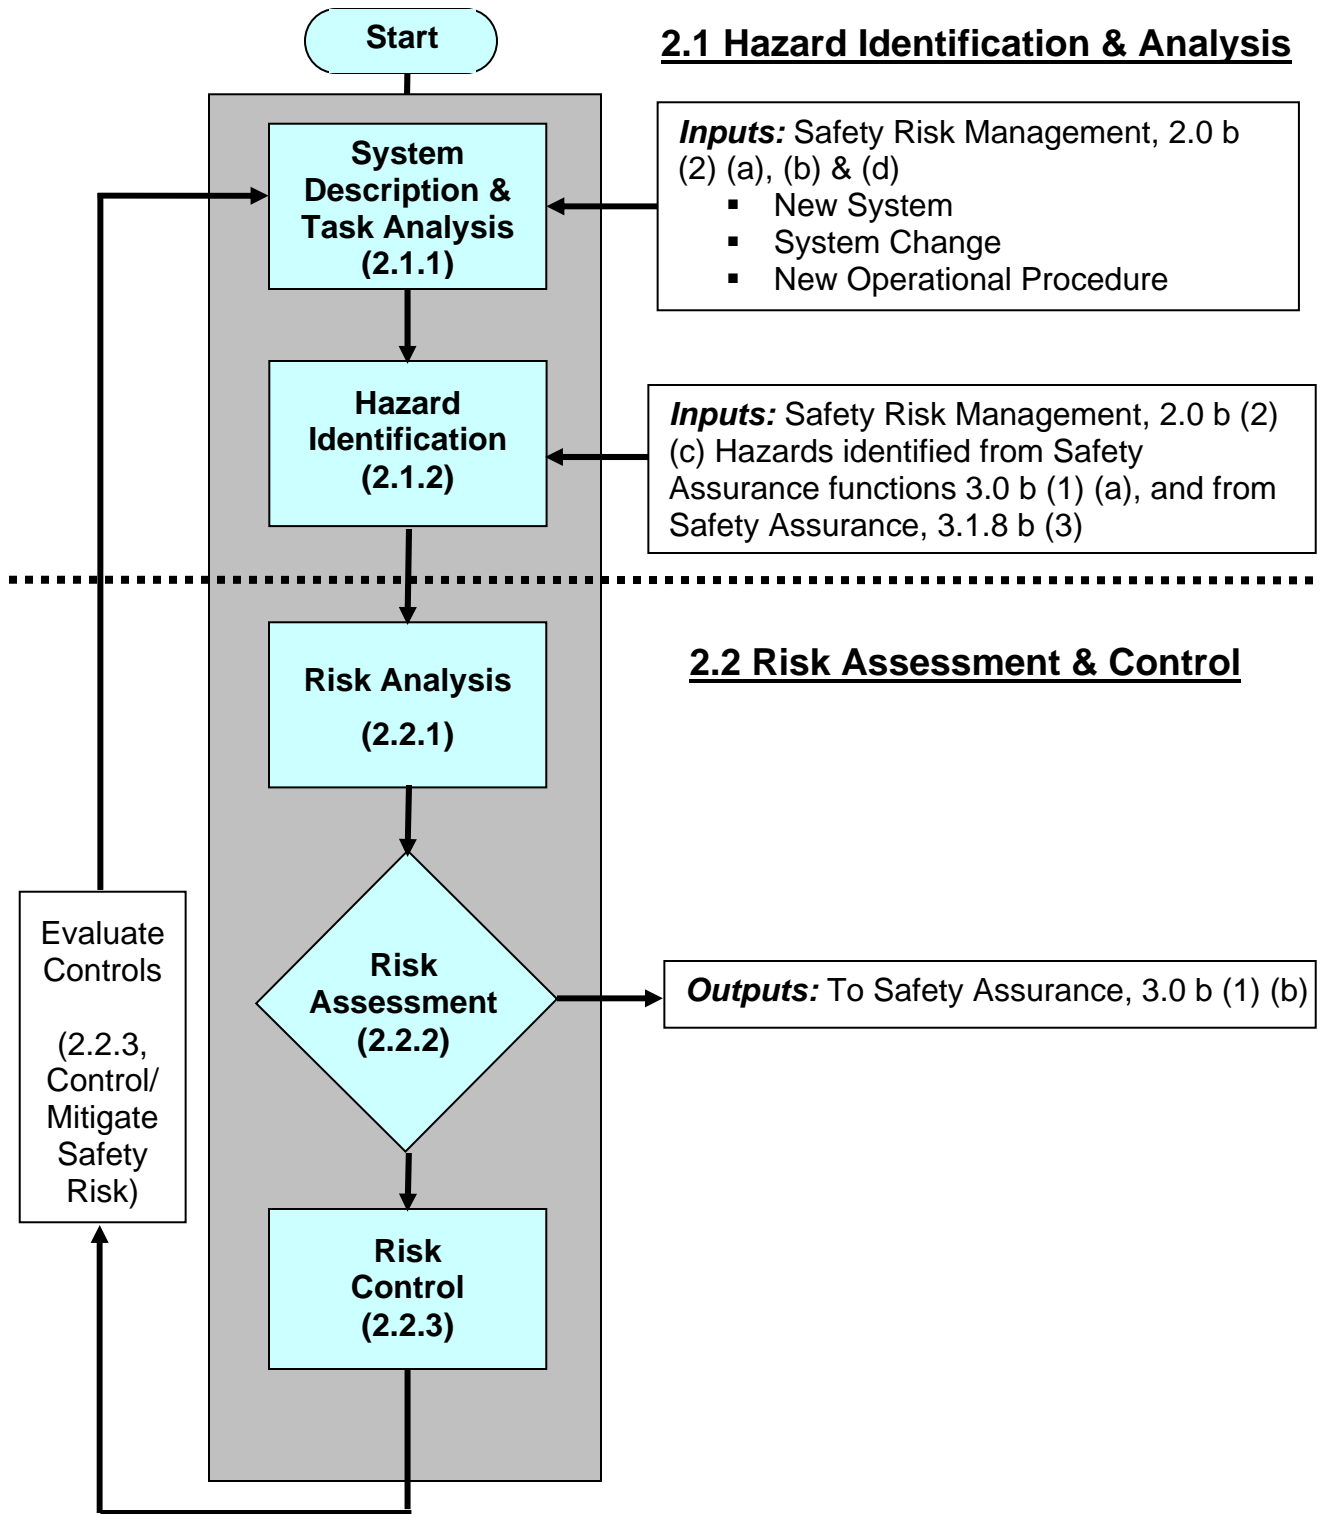 Start
2.1 Hazard Identification & Analysis
System
Description &
Task Analysis
(2.1.1)
Inputs: Safety Risk Management, 2.0 b
(2) (a), (b) & (d)
▪ New System
▪ System Change
▪ New Operational Procedure
Hazard
Identification
(2.1.2)
Inputs: Safety Risk Management, 2.0 b (2)
(c) Hazards identified from Safety
Assurance functions 3.0 b (1) (a), and from
Safety Assurance, 3.1.8 b (3)
2.2 Risk Assessment & Control
Risk Analysis
(2.2.1)
Evaluate
Controls
(2.2.3,
Control/
Mitigate
Safety
Risk)
Risk
Assessment
(2.2.2)
Outputs: To Safety Assurance, 3.0 b (1) (b)
Risk
Control
(2.2.3)